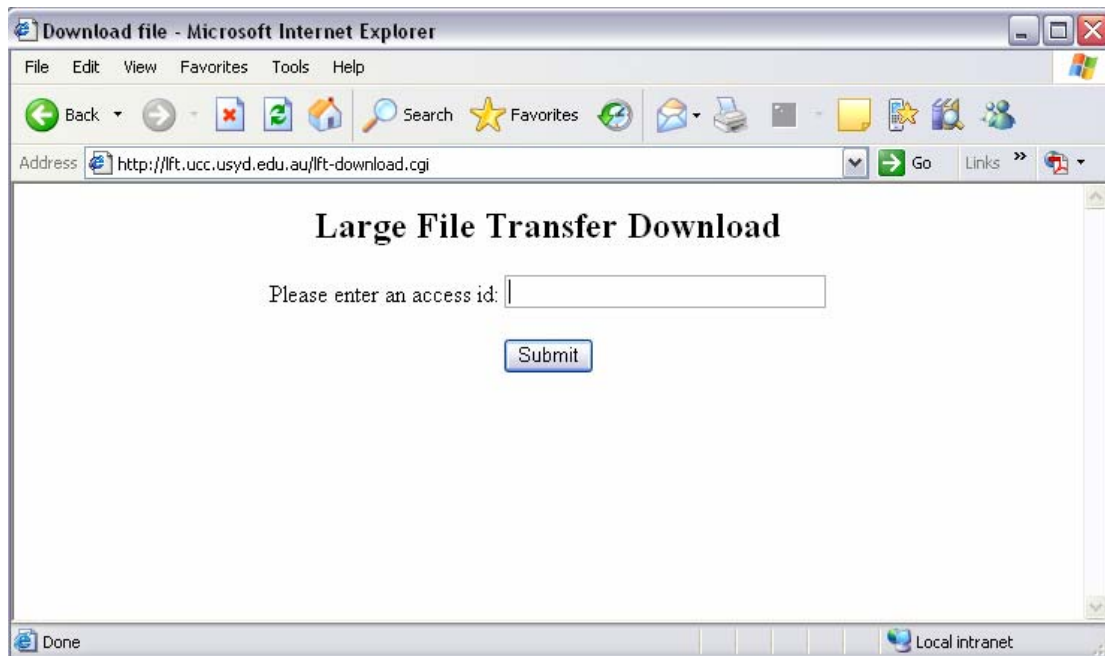 Download file - Microsoft Internet Explorer
File Edit View Favorites Tools Help
Back Search Favorites
Address http://lft.ucc.usyd.edu.au/lft-download.cgi Go Links »
Large File Transfer Download
Please enter an access id:
Submit
Done Local intranet